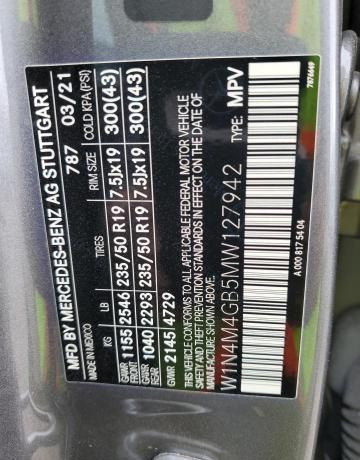 MFD BY MERCEDES-BENZ AG STUTTGART
MADE IN MEXICO 787 03/21
KG LB TIRES RIM SIZE COLD KPA(PSI)
GAWR FRONT 1155 2546 235/50 R19 7.5Jx19 300(43)
GAWR REAR 1040 2293 235/50 R19 7.5Jx19 300(43)
GVWR 2145 4729
THIS VEHICLE CONFORMS TO ALL APPLICABLE FEDERAL MOTOR VEHICLE
SAFETY AND THEFT PREVENTION STANDARDS IN EFFECT ON THE DATE OF
MANUFACTURE SHOWN ABOVE. TYPE: MPV
W1N4M4GB5MW127942
A 000 817 54 04
7876649